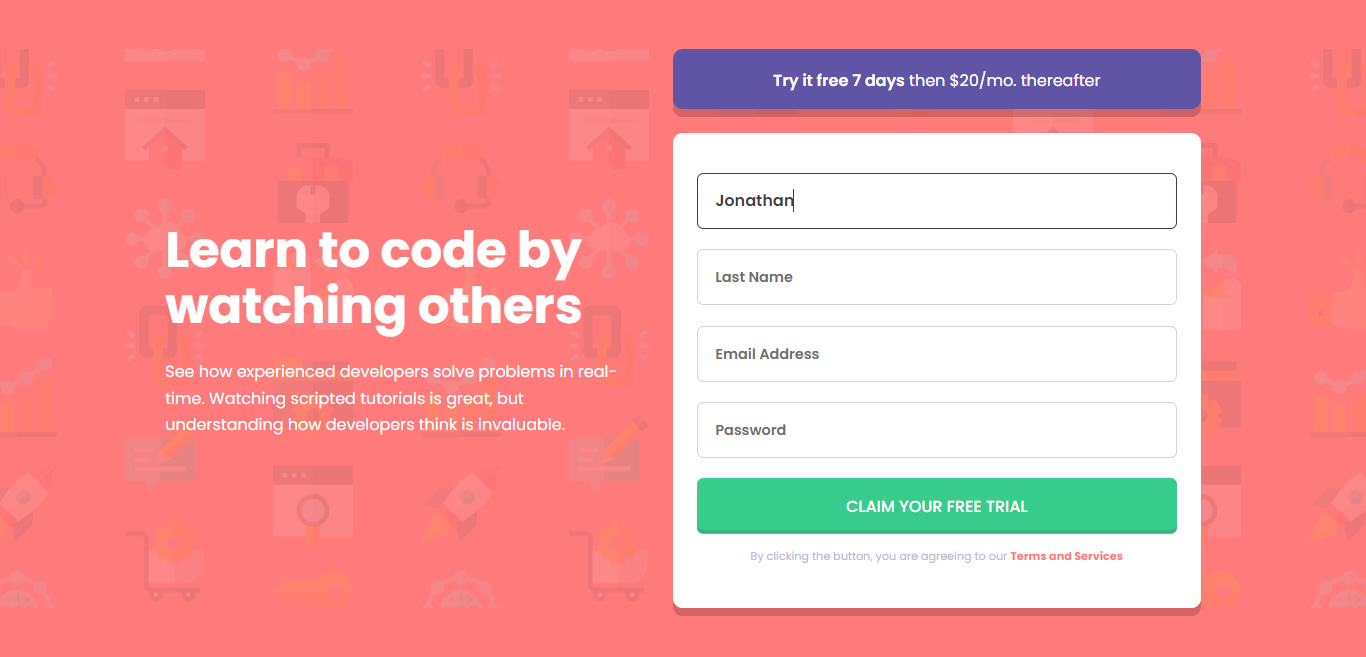 Learn to code by
watching others
See how experienced developers solve problems in real-
time. Watching scripted tutorials is great, but
understanding how developers think is invaluable.
Try it free 7 days then $20/mo. thereafter
Jonathan
Last Name
Email Address
Password
CLAIM YOUR FREE TRIAL
By clicking the button, you are agreeing to our Terms and Services